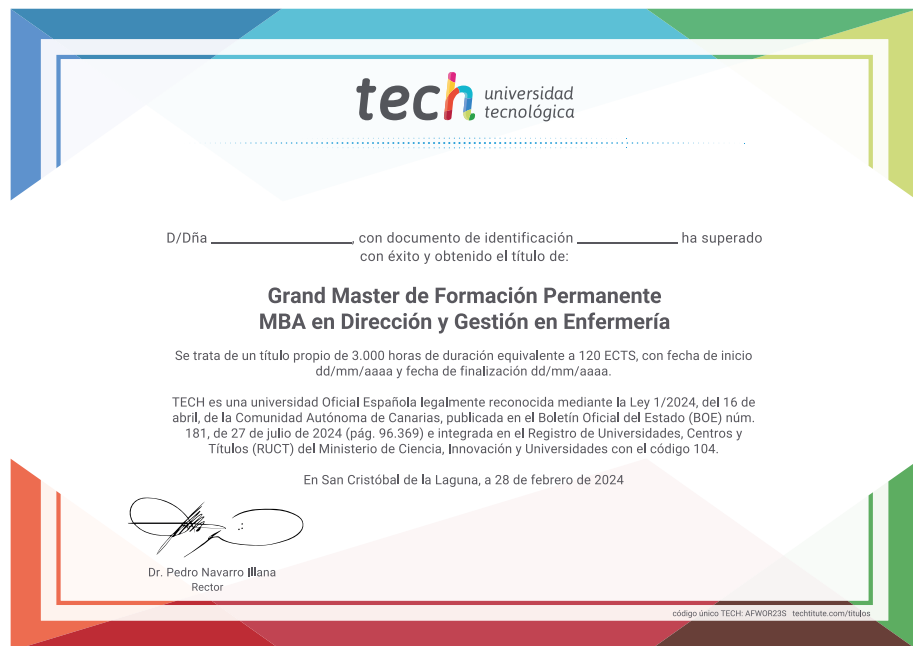 tech universidad
tecnológica
D/Dña ______________, con documento de identificación __________ ha superado
con éxito y obtenido el título de:
Grand Master de Formación Permanente
MBA en Dirección y Gestión en Enfermería
Se trata de un título propio de 3.000 horas de duración equivalente a 120 ECTS, con fecha de inicio
dd/mm/aaaa y fecha de finalización dd/mm/aaaa.
TECH es una universidad Oficial Española legalmente reconocida mediante la Ley 1/2024, del 16 de
abril, de la Comunidad Autónoma de Canarias, publicada en el Boletín Oficial del Estado (BOE) núm.
181, de 27 de julio de 2024 (pág. 96.369) e integrada en el Registro de Universidades, Centros y
Títulos (RUCT) del Ministerio de Ciencia, Innovación y Universidades con el código 104.
En San Cristóbal de la Laguna, a 28 de febrero de 2024
Dr. Pedro Navarro Illana
Rector
código único TECH: AFWOR23S techtitute.com/titulos